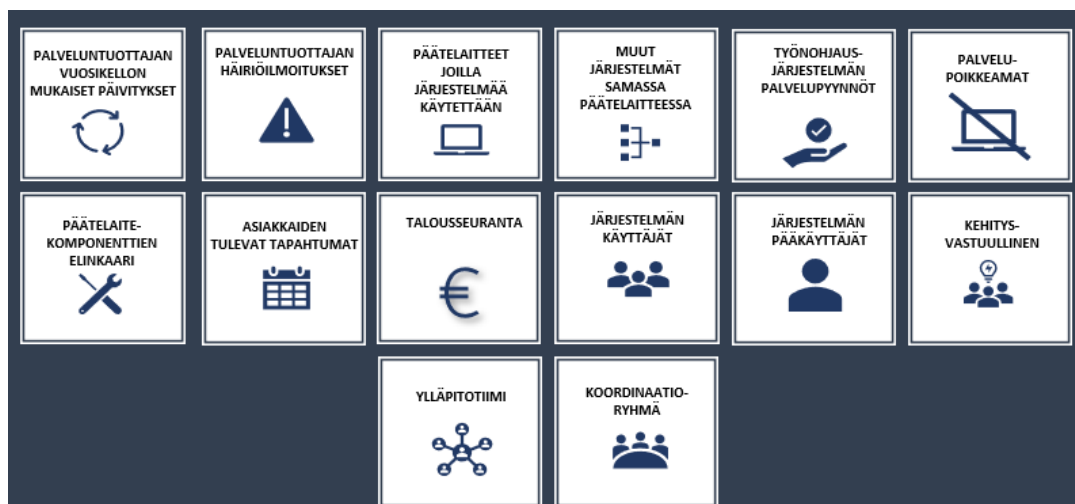 PALVELUNTUOTTAJAN
VUOSIKELLON
MUKAISET PÄIVITYKSET
PALVELUNTUOTTAJAN
HÄIRIÖILMOITUKSET
PÄÄTELAITTEET
JOILLA
JÄRJESTELMÄÄ
KÄYTETTÄÄN
MUUT
JÄRJESTELMÄT
SAMASSA
PÄÄTELAITTEESSA
TYÖNOHJAUS-
JÄRJESTELMÄN
PALVELUPYYNNÖT
PALVELU-
POIKKEAMAT
PÄÄTELAITE-
KOMPONENTTIEN
ELINKAARI
ASIAKKAIDEN
TULEVAT TAPAHTUMAT
TALOUSSEURANTA
€
JÄRJESTELMÄN
KÄYTTÄJÄT
JÄRJESTELMÄN
PÄÄKÄYTTÄJÄT
KEHITYS-
VASTUULLINEN
YLLÄPITOTIIMI
KOORDINAATIO-
RYHMÄ